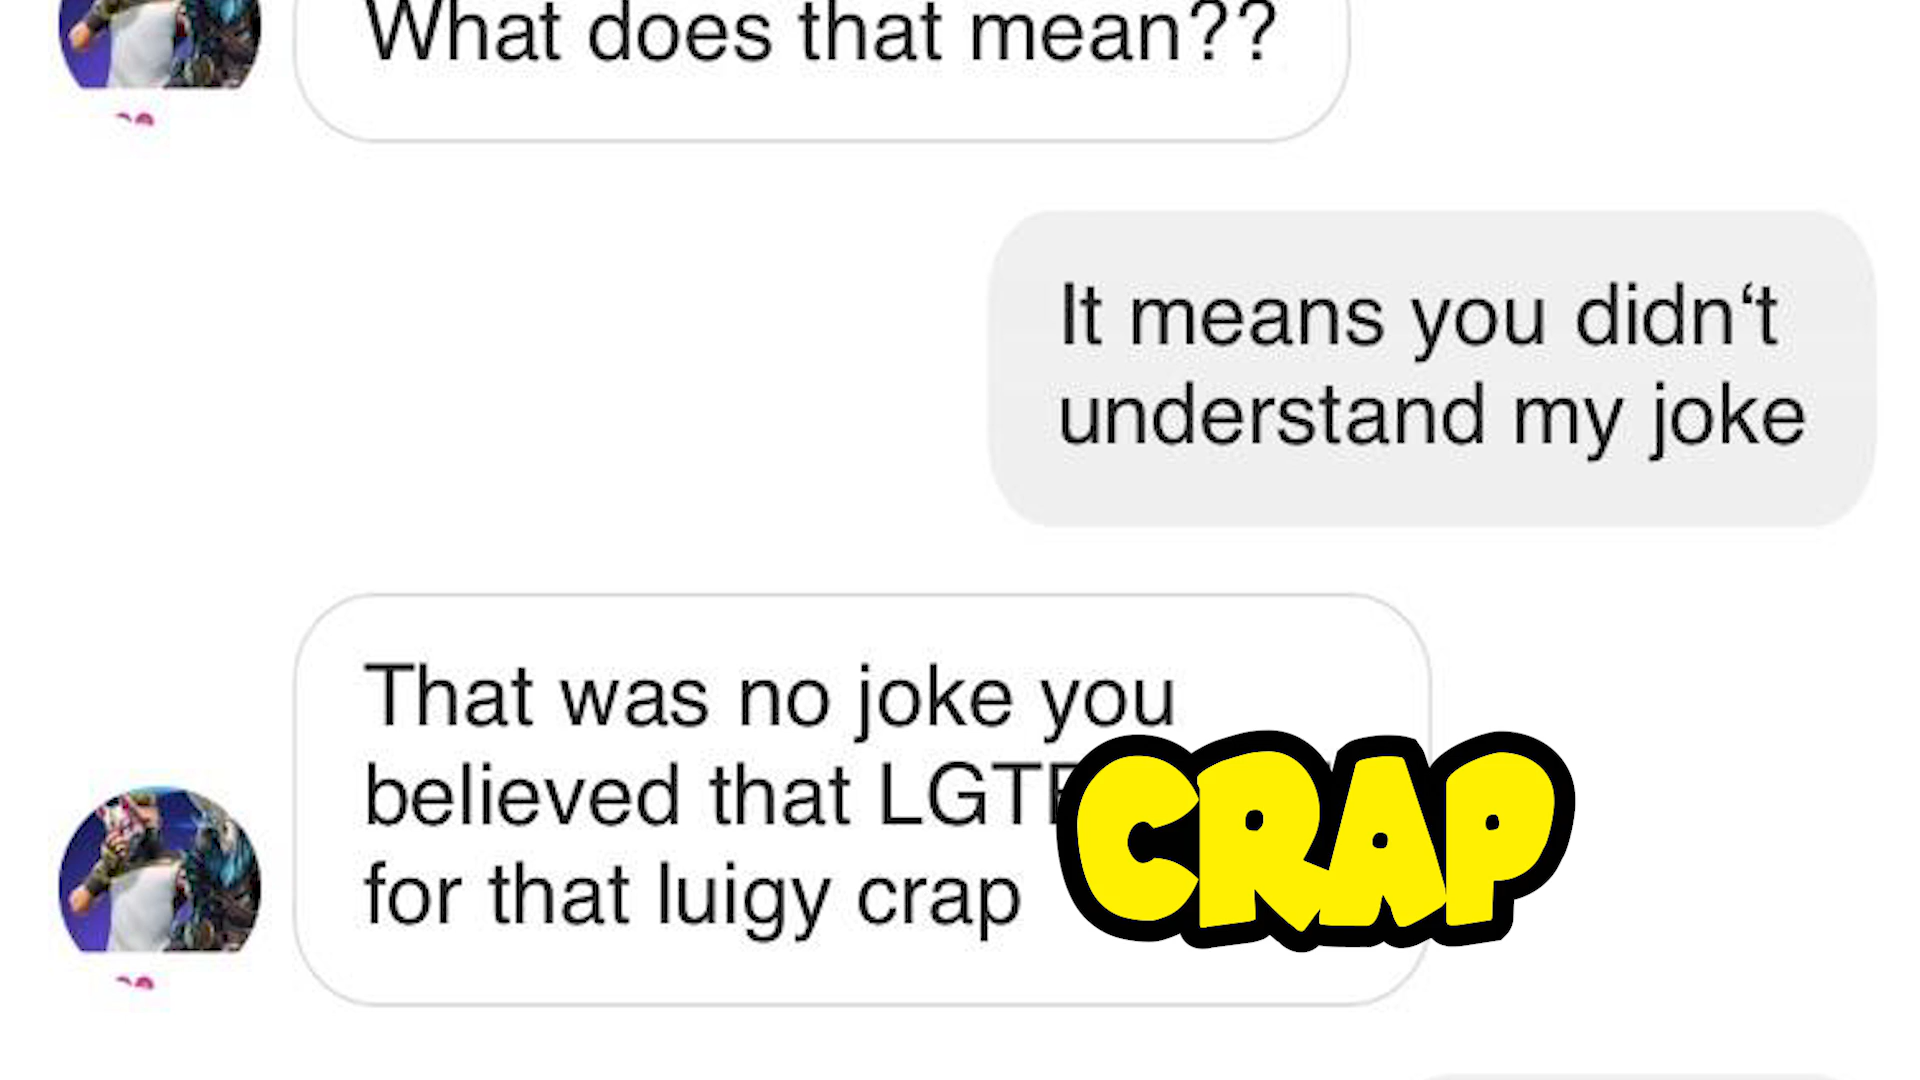 What does that mean??
It means you didn‘t
understand my joke
That was no joke you
believed that
for that luigy crap
CRAP